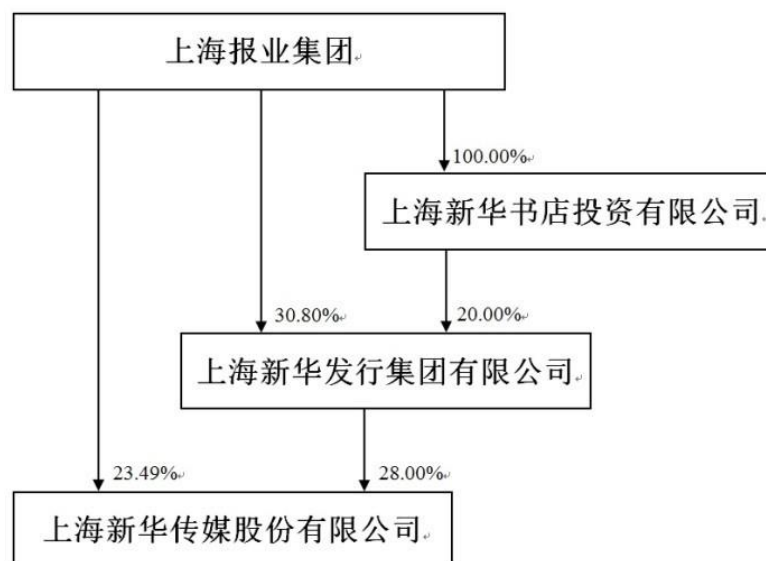 上海报业集团
100.00%
上海新华书店投资有限公司
30.80%
20.00%
上海新华发行集团有限公司
23.49%
28.00%
上海新华传媒股份有限公司